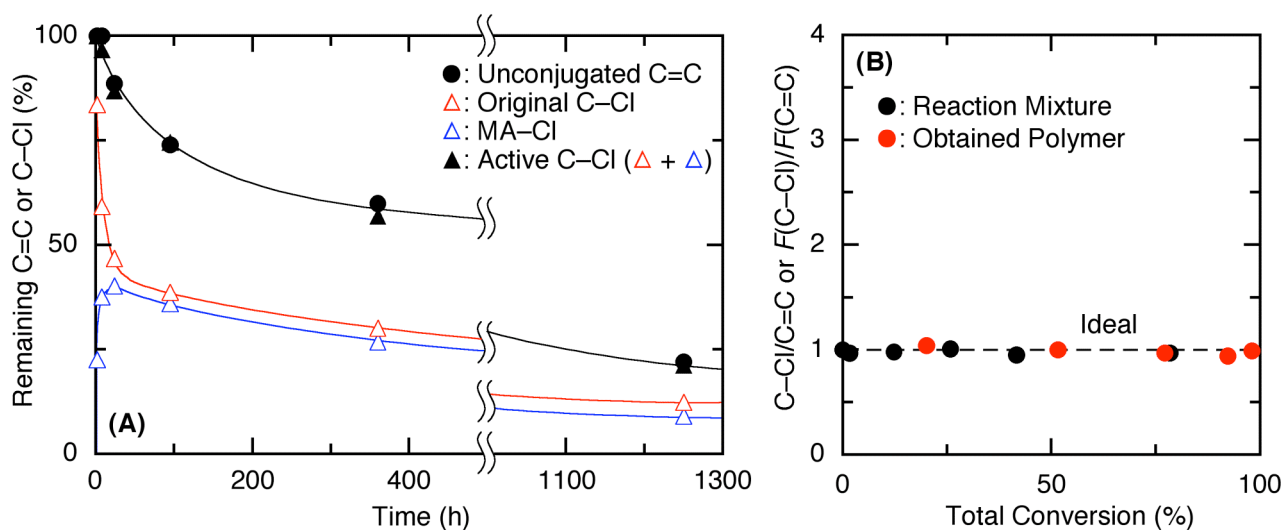 100
50
0
Remaining C=C or C–Cl (%)
●: Unconjugated C=C
△: Original C–Cl
△: MA–Cl
▲: Active C–Cl (△ + △)
(A)
0 200 400 1100 1300
Time (h)
4
3
2
1
0
C–Cl/C=C or F(C–Cl)/F(C=C)
(B)
●: Reaction Mixture
●: Obtained Polymer
Ideal
0 50 100
Total Conversion (%)